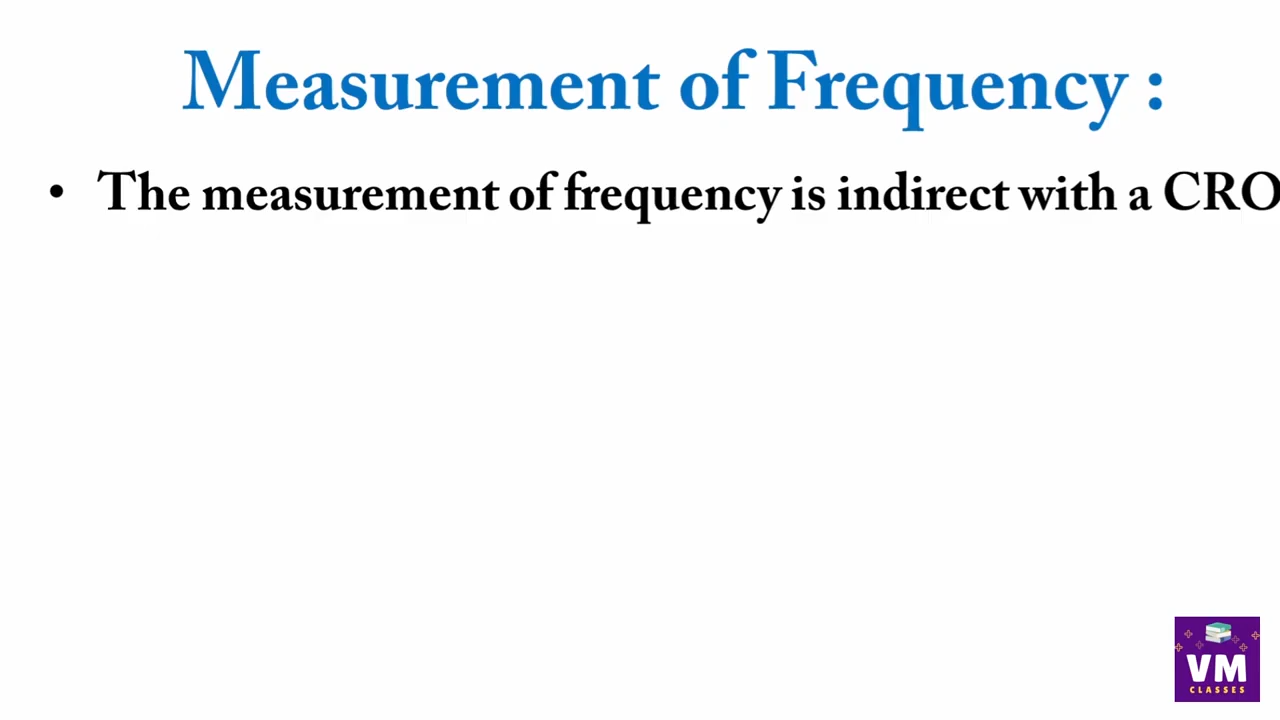 Measurement of Frequency :
• The measurement of frequency is indirect with a CRO
VM
CLASSES